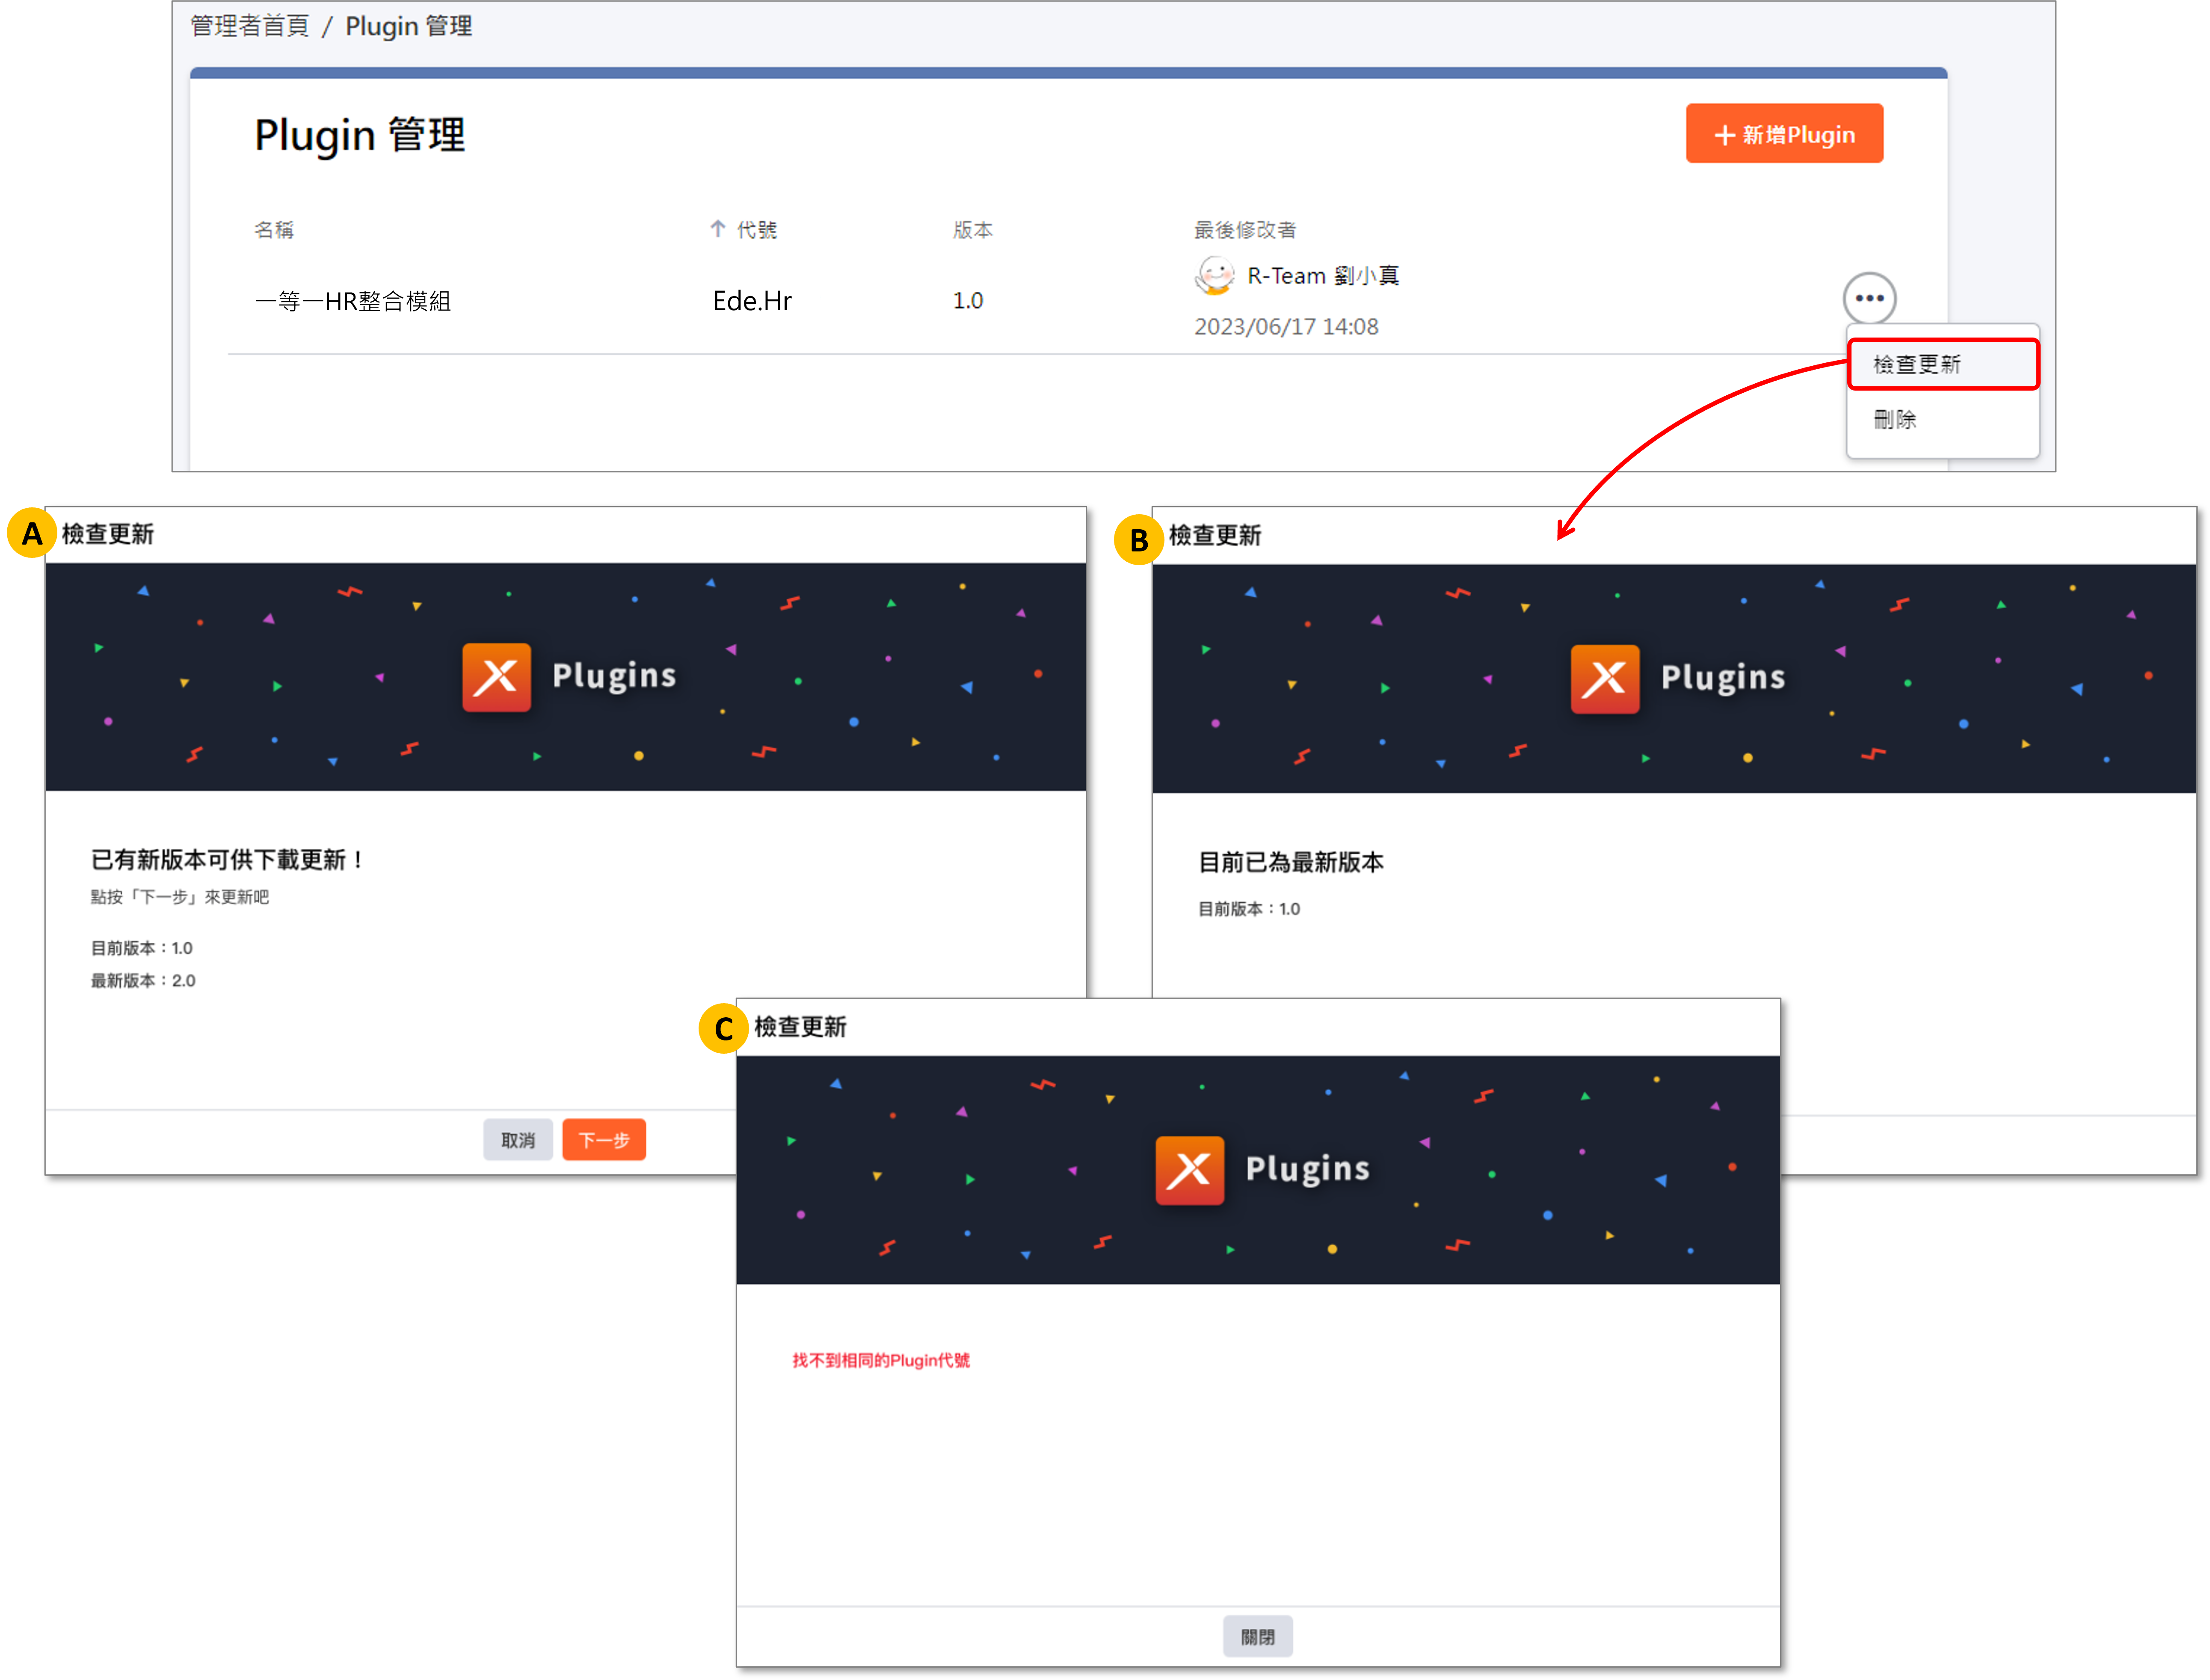 管理者首頁 / Plugin 管理
Plugin 管理
新增Plugin
名稱 代號 版本 最後修改者
一等一HR整合模組 Ede.Hr 1.0 R-Team 劉小真
2023/06/17 14:08
檢查更新
刪除
A 檢查更新
Plugins
已有新版本可供下載更新！
點按「下一步」來更新吧
目前版本：1.0
最新版本：2.0
取消 下一步
B 檢查更新
Plugins
目前已為最新版本
目前版本：1.0
C 檢查更新
Plugins
找不到相同的Plugin代號
關閉